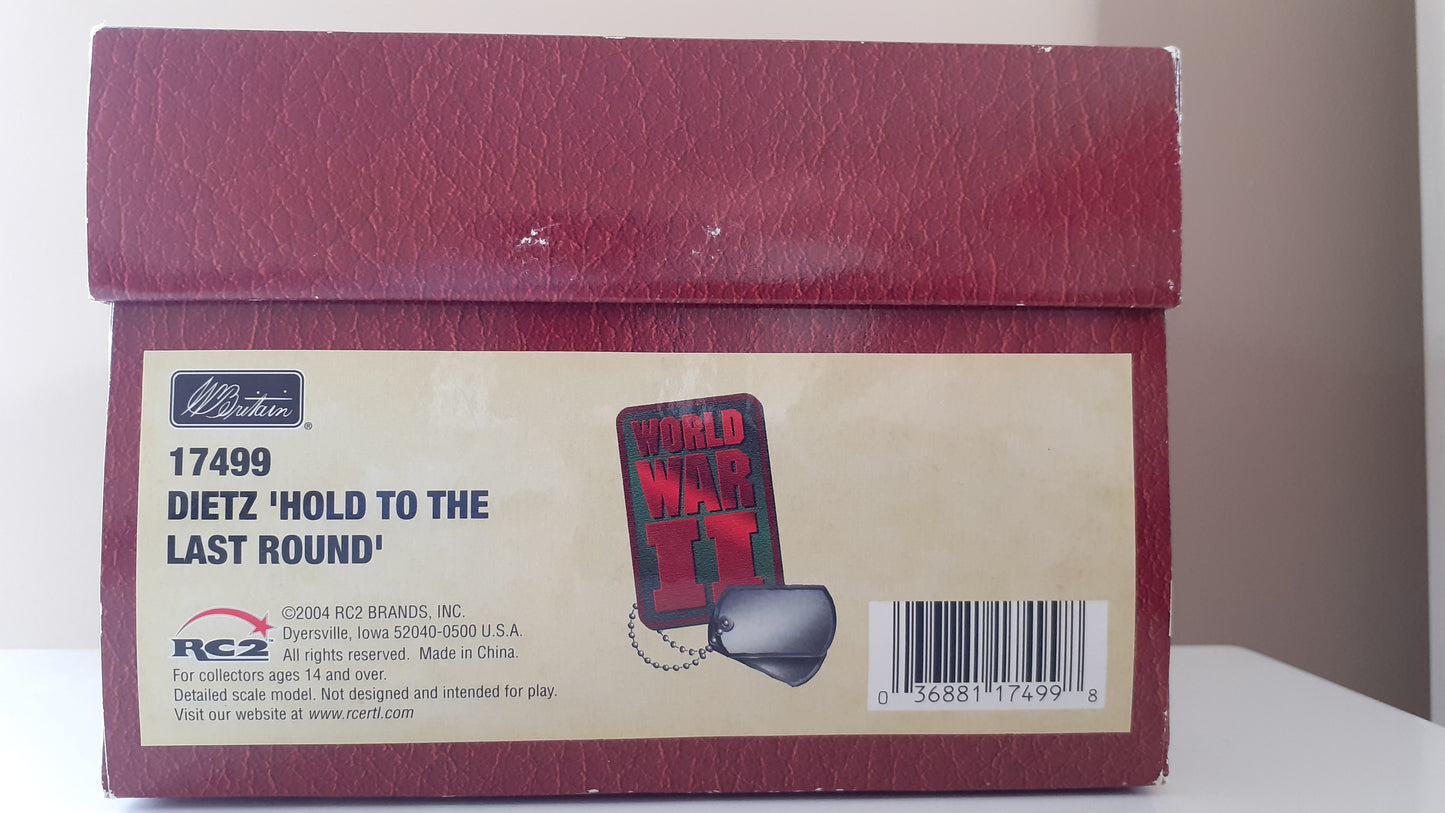 W Britain ®
17499
DIETZ 'HOLD TO THE
LAST ROUND'
RC2™
©2004 RC2 BRANDS, INC.
Dyersville, Iowa 52040-0500 U.S.A.
All rights reserved. Made in China.
For collectors ages 14 and over.
Detailed scale model. Not designed and intended for play.
Visit our website at www.rcertl.com
WORLD
WAR
II
0 36881 17499 8